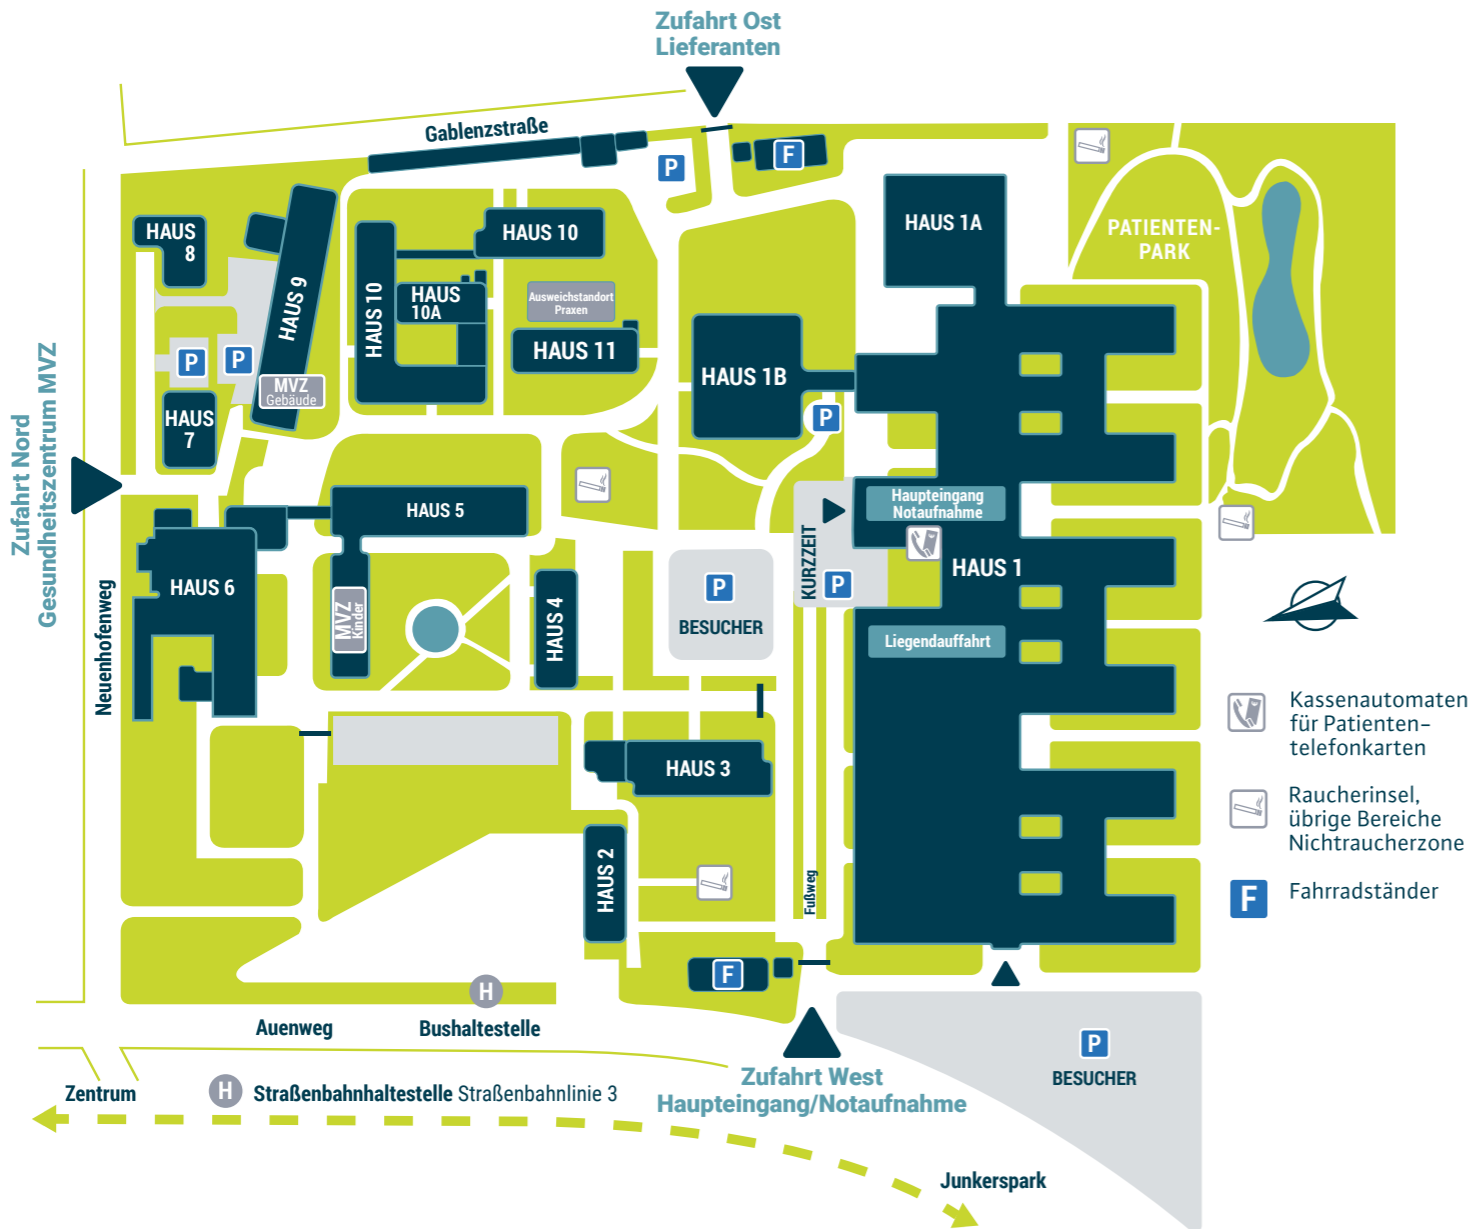 Zufahrt Ost
Lieferanten
Gablenzstraße
P
F
HAUS
8
HAUS 9
HAUS 10
HAUS 10
HAUS
10A
Ausweichstandort
Praxen
HAUS 11
HAUS 1A
PATIENTEN-
PARK
P
P
MVZ
Gebäude
HAUS
7
HAUS 1B
P
Zufahrt Nord
Gesundheitszentrum MVZ
Neuenhofenweg
HAUS 5
HAUS 6
MVZ
Kinder
HAUS 4
P
BESUCHER
KURZZEIT
P
Haupteingang
Notaufnahme
HAUS 1
Liegendauffahrt
HAUS 3
HAUS 2
Fußweg
F
Kassenautomaten
für Patienten-
telefonkarten
Raucherinsel,
übrige Bereiche
Nichtraucherzone
F Fahrradständer
H
Auenweg
Bushaltestelle
Zentrum
H Straßenbahnhaltestelle Straßenbahnlinie 3
Zufahrt West
Haupteingang/Notaufnahme
P
BESUCHER
Junkerspark